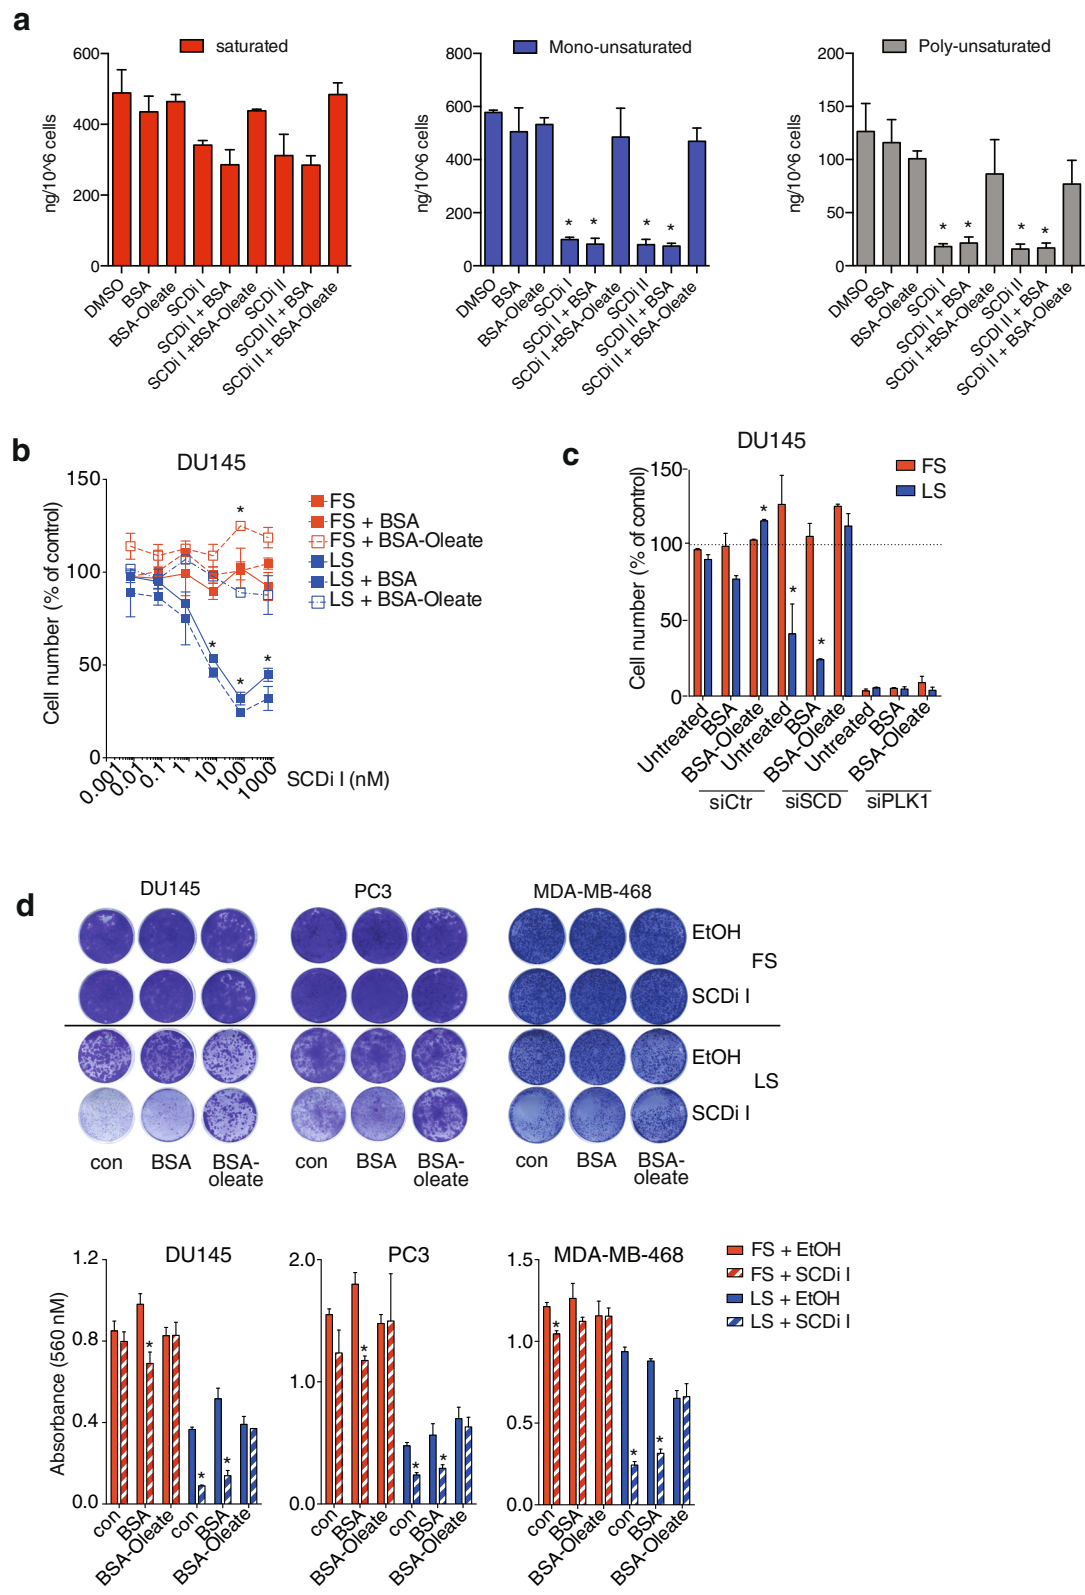 a
saturated
600
400
200
0
ng/10^6 cells
DMSO
BSA
BSA-Oleate
SCDi I
SCDi I + BSA
SCDi I +BSA-Oleate
SCDi II
SCDi II + BSA
SCDi II + BSA-Oleate
Mono-unsaturated
800
600
400
200
0
ng/10^6 cells
* * * *
DMSO
BSA
BSA-Oleate
SCDi I
SCDi I + BSA
SCDi I +BSA-Oleate
SCDi II
SCDI II + BSA
SCDi II + BSA-Oleate
Poly-unsaturated
200
150
100
50
0
ng/10^6 cells
* * * *
DMSO
BSA
BSA-Oleate
SCDi I
SCDi I + BSA
SCDi I +BSA-Oleate
SCDi II
SCDi II + BSA
SCDi II + BSA-Oleate
b
DU145
150
100
50
0
Cell number (% of control)
* * * *
0.001
0.01
0.1
1
10
100
1000
SCDi I (nM)
FS
FS + BSA
FS + BSA-Oleate
LS
LS + BSA
LS + BSA-Oleate
c
DU145
FS
LS
150
100
50
0
Cell number (% of control)
* * *
Untreated
BSA
BSA-Oleate
Untreated
BSA
BSA-Oleate
Untreated
BSA
BSA-Oleate
siCtr
siSCD
siPLK1
d
DU145
PC3
MDA-MB-468
EtOH
FS
SCDi I
EtOH
LS
SCDi I
con BSA BSA-
oleate
con BSA BSA-
oleate
con BSA BSA-
oleate
DU145
1.2
0.8
0.4
0.0
Absorbance (560 nM)
* * *
con
BSA
BSA-Oleate
con
BSA
BSA-Oleate
PC3
2.0
1.0
0.0
* * *
con
BSA
BSA-Oleate
con
BSA
BSA-Oleate
MDA-MB-468
1.5
1.0
0.5
0.0
* * *
con
BSA
BSA-Oleate
con
BSA
BSA-Oleate
FS + EtOH
FS + SCDi I
LS + EtOH
LS + SCDi I